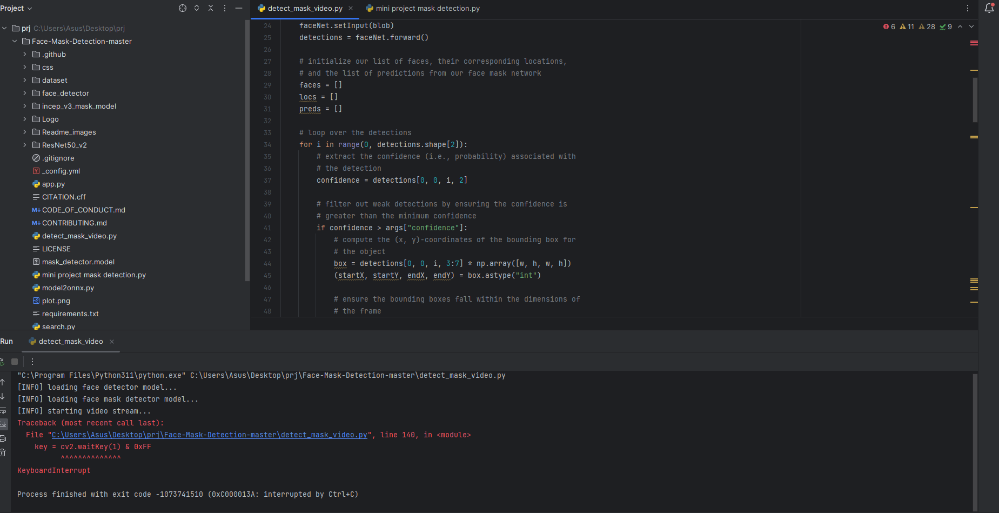 Project
prj C:\Users\Asus\Desktop\prj
Face-Mask-Detection-master
.github
css
dataset
face_detector
incep_v3_mask_model
Logo
Readme_images
ResNet50_v2
.gitignore
_config.yml
app.py
CITATION.cff
CODE_OF_CONDUCT.md
CONTRIBUTING.md
detect_mask_video.py
LICENSE
mask_detector.model
mini project mask detection.py
model2onnx.py
plot.png
requirements.txt
search.py
detect_mask_video.py
mini project mask detection.py
6 11 28 9
24 faceNet.setInput(blob)
25 detections = faceNet.forward()
26
27 # initialize our list of faces, their corresponding locations,
28 # and the list of predictions from our face mask network
29 faces = []
30 locs = []
31 preds = []
32
33 # loop over the detections
34 for i in range(0, detections.shape[2]):
35 # extract the confidence (i.e., probability) associated with
36 # the detection
37 confidence = detections[0, 0, i, 2]
38
39 # filter out weak detections by ensuring the confidence is
40 # greater than the minimum confidence
41 if confidence > args["confidence"]:
42 # compute the (x, y)-coordinates of the bounding box for
43 # the object
44 box = detections[0, 0, i, 3:7] * np.array([w, h, w, h])
45 (startX, startY, endX, endY) = box.astype("int")
46
47 # ensure the bounding boxes fall within the dimensions of
48 # the frame
Run detect_mask_video
"C:\Program Files\Python311\python.exe" C:\Users\Asus\Desktop\prj\Face-Mask-Detection-master\detect_mask_video.py
[INFO] loading face detector model...
[INFO] loading face mask detector model...
[INFO] starting video stream...
Traceback (most recent call last):
File "C:\Users\Asus\Desktop\prj\Face-Mask-Detection-master\detect_mask_video.py", line 140, in <module>
key = cv2.waitKey(1) & 0xFF
^^^^^^^^^^^^^^
KeyboardInterrupt
Process finished with exit code -1073741510 (0xC000013A: interrupted by Ctrl+C)